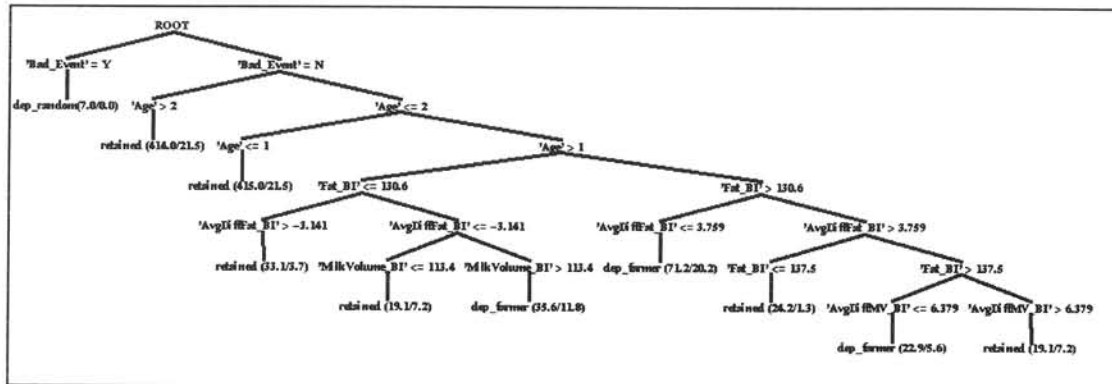 ROOT
'Bad_Event' = Y
'Bad_Event' = N
dep_random(7.0/0.0)
'Age' > 2
'Age' <= 2
retained (616.0/21.5)
'Age' <= 1
'Age' > 1
retained (615.0/21.5)
'Fat_BI' <= 130.6
'Fat_BI' > 130.6
'AvgDiffFat_BI' > −3.141
'AvgDiffFat_BI' <= −3.141
'AvgDiffFat_BI' <= 3.759
'AvgDiffFat_BI' > 3.759
retained (33.1/3.7)
'MilkVolume_BI' <= 113.4
'MilkVolume_BI' > 113.4
dep_farmer (71.2/20.2)
'Fat_BI' <= 137.5
'Fat_BI' > 137.5
retained (19.1/7.2)
dep_farmer (35.6/11.8)
retained (24.2/1.3)
'AvgDiffMV_BI' <= 6.379
'AvgDiffMV_BI' > 6.379
dep_farmer (22.9/5.6)
retained (19.1/7.2)